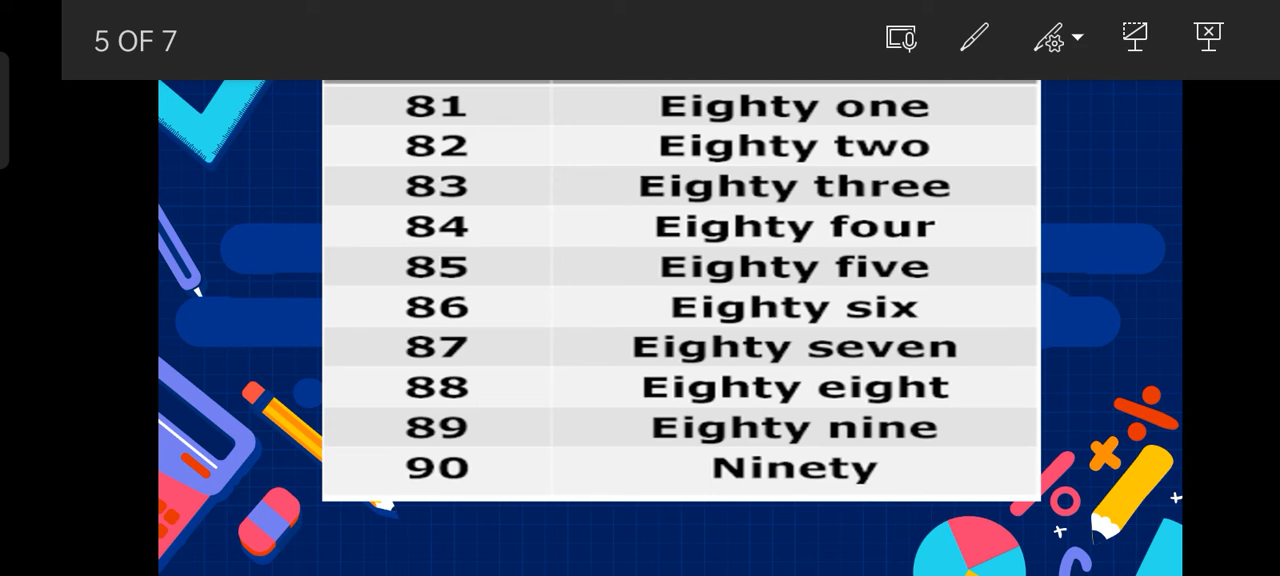 5 OF 7
81 Eighty one
82 Eighty two
83 Eighty three
84 Eighty four
85 Eighty five
86 Eighty six
87 Eighty seven
88 Eighty eight
89 Eighty nine
90 Ninety